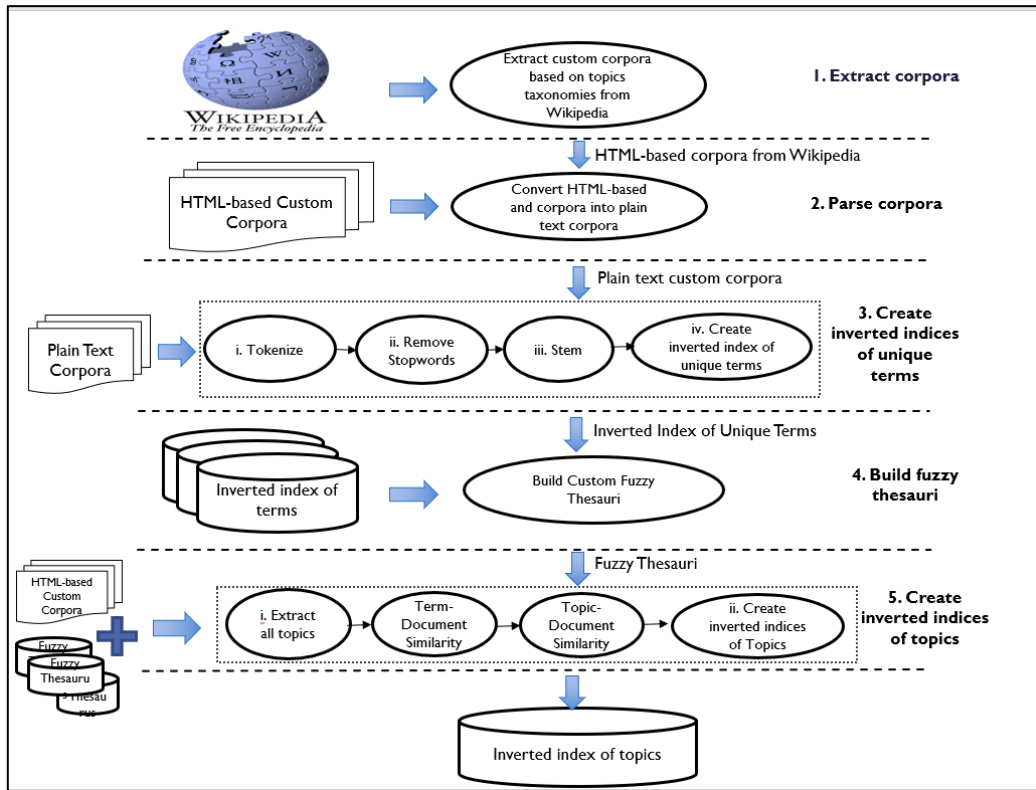 WIKIPEDIA
The Free Encyclopedia
Extract custom corpora
based on topics
taxonomies from
Wikipedia
1. Extract corpora
HTML-based corpora from Wikipedia
HTML-based Custom
Corpora
Convert HTML-based
and corpora into plain
text corpora
2. Parse corpora
Plain text custom corpora
Plain Text
Corpora
i. Tokenize
ii. Remove
Stopwords
iii. Stem
iv. Create
inverted index of
unique terms
3. Create
inverted indices
of unique
terms
Inverted Index of Unique Terms
Inverted index of
terms
Build Custom Fuzzy
Thesauri
4. Build fuzzy
thesauri
Fuzzy Thesauri
HTML-based
Custom
Corpora
Fuzzy
Fuzzy
Thesauru
Thesau
rus
i. Extract
all topics
Term-
Document
Similarity
Topic-
Document
Similarity
ii. Create
inverted indices
of Topics
5. Create
inverted indices
of topics
Inverted index of topics